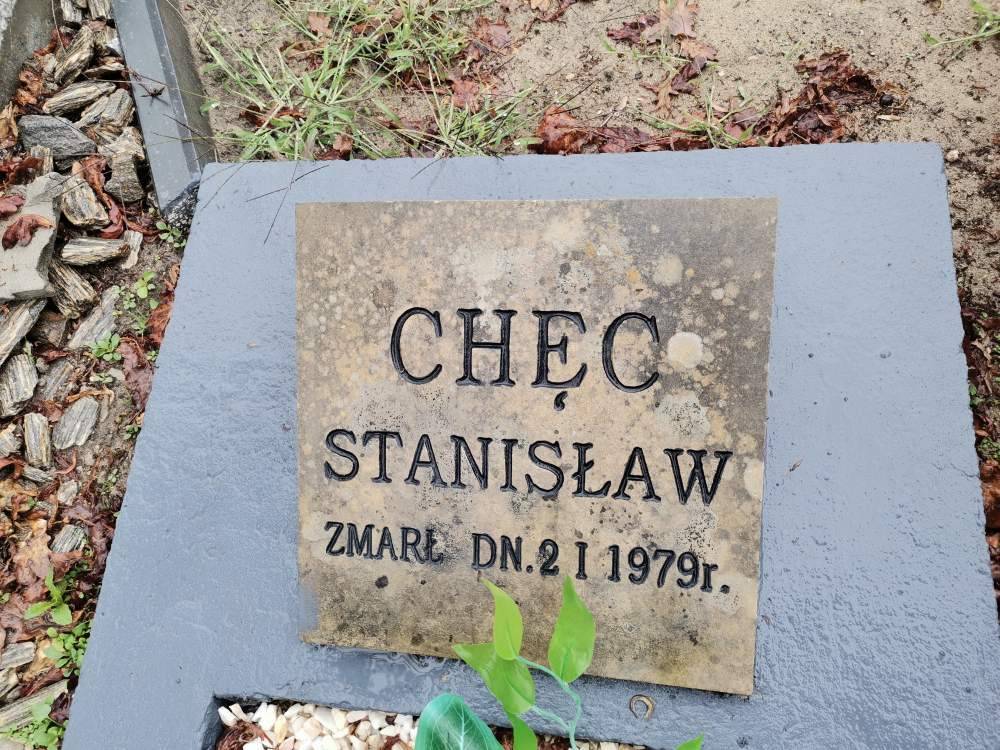 CHĘC
STANISŁAW
ZMARŁ DN. 2 I 1979r.